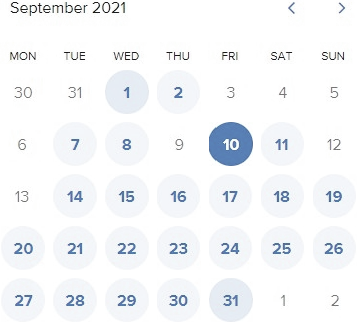 September 2021
MON TUE WED THU FRI SAT SUN
30 31 1 2 3 4 5
6 7 8 9 10 11 12
13 14 15 16 17 18 19
20 21 22 23 24 25 26
27 28 29 30 31 1 2